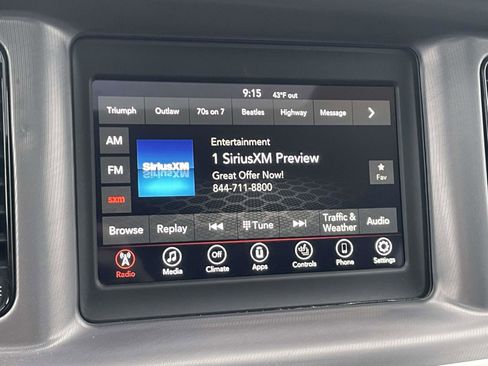 9:15 43°F out
Triumph Outlaw 70s on 7 Beatles Highway Message
AM
FM
sxm
SiriusXM
Entertainment
1 SiriusXM Preview
Great Offer Now!
844-711-8800
Fav
Browse Replay Tune Traffic & Weather Audio
Radio Media Off Climate Apps Controls Phone Settings